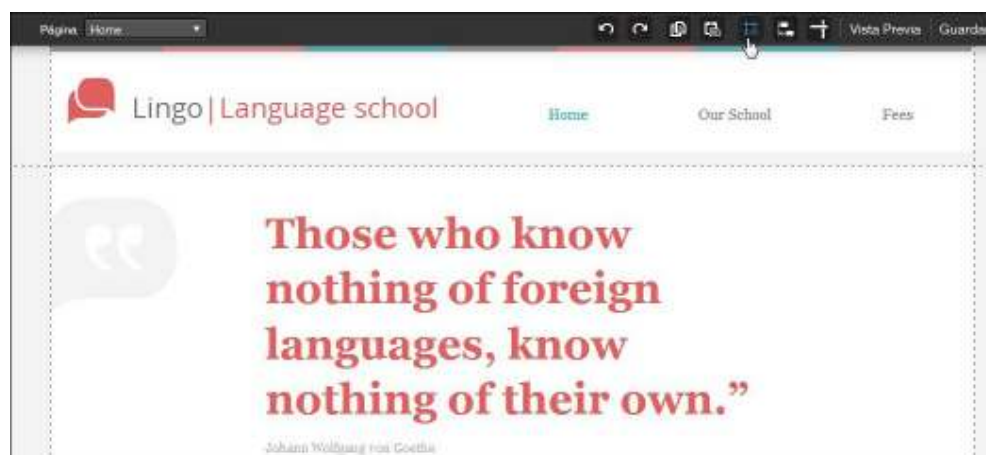 Página Home Vista Previa Guarda
Lingo|Language school
Home Our School Fees
Those who know
nothing of foreign
languages, know
nothing of their own.”
Johann Wolfgang von Goethe